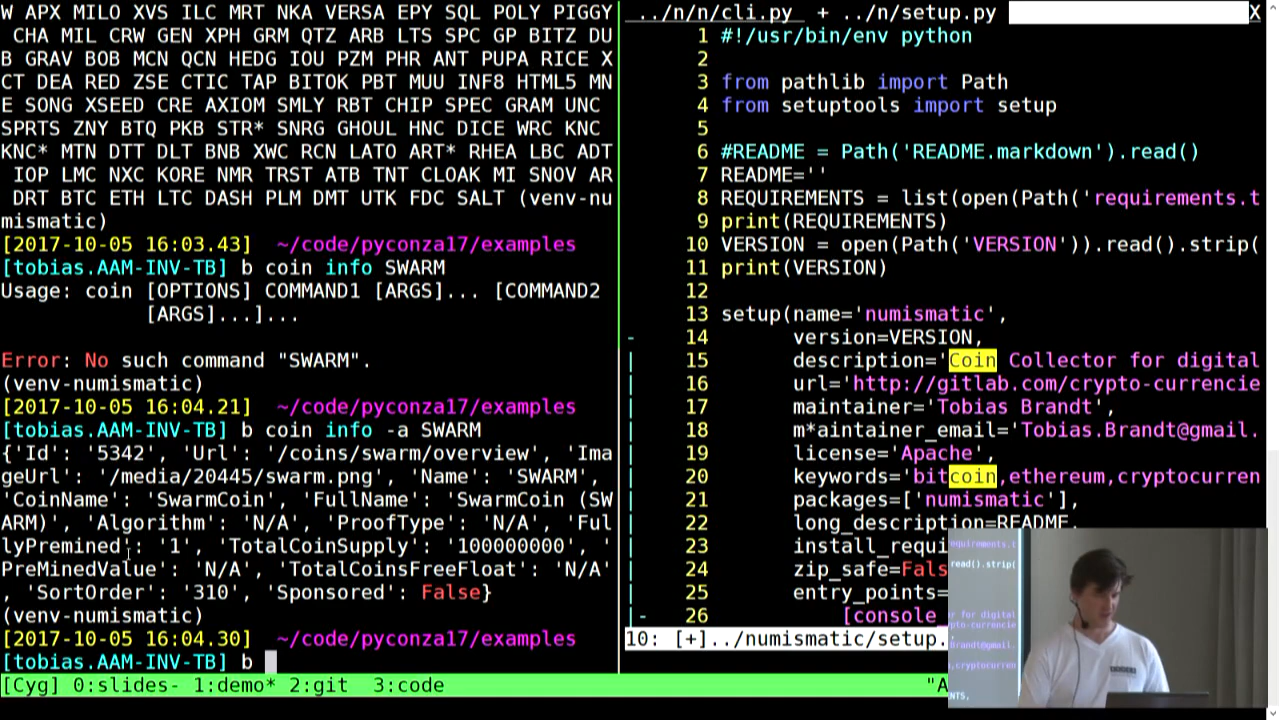 W APX MILO XVS ILC MRT NKA VERSA EPY SQL POLY PIGGY
CHA MIL CRW GEN XPH GRM QTZ ARB LTS SPC GP BITZ DU
B GRAV BOB MCN QCN HEDG IOU PZM PHR ANT PUPA RICE X
CT DEA RED ZSE CTIC TAP BITOK PBT MUU INF8 HTML5 MN
E SONG XSEED CRE AXIOM SMLY RBT CHIP SPEC GRAM UNC
SPRTS ZNY BTQ PKB STR* SNRG GHOUL HNC DICE WRC KNC
KNC* MTN DTT DLT BNB XWC RCN LATO ART* RHEA LBC ADT
IOP LMC NXC KORE NMR TRST ATB TNT CLOAK MI SNOV AR
DRT BTC ETH LTC DASH PLM DMT UTK FDC SALT (venv-nu
mismatic)
[2017-10-05 16:03.43] ~/code/pyconza17/examples
[tobias.AAM-INV-TB] b coin info SWARM
Usage: coin [OPTIONS] COMMAND1 [ARGS]... [COMMAND2
[ARGS]...]...
Error: No such command "SWARM".
(venv-numismatic)
[2017-10-05 16:04.21] ~/code/pyconza17/examples
[tobias.AAM-INV-TB] b coin info -a SWARM
{'Id': '5342', 'Url': '/coins/swarm/overview', 'Ima
geUrl': '/media/20445/swarm.png', 'Name': 'SWARM',
'CoinName': 'SwarmCoin', 'FullName': 'SwarmCoin (SW
ARM)', 'Algorithm': 'N/A', 'ProofType': 'N/A', 'Ful
lyPremined': '1', 'TotalCoinSupply': '100000000', '
PreMinedValue': 'N/A', 'TotalCoinsFreeFloat': 'N/A'
, 'SortOrder': '310', 'Sponsored': False}
(venv-numismatic)
[2017-10-05 16:04.30] ~/code/pyconza17/examples
[tobias.AAM-INV-TB] b
[Cyg] 0:slides- 1:demo* 2:git 3:code "A
../n/n/cli.py + ../n/setup.py X
1 #!/usr/bin/env python
2
3 from pathlib import Path
4 from setuptools import setup
5
6 #README = Path('README.markdown').read()
7 README=''
8 REQUIREMENTS = list(open(Path('requirements.t
9 print(REQUIREMENTS)
10 VERSION = open(Path('VERSION')).read().strip(
11 print(VERSION)
12
13 setup(name='numismatic',
14 version=VERSION,
15 description='Coin Collector for digital
16 url='http://gitlab.com/crypto-currencie
17 maintainer='Tobias Brandt',
18 m*aintainer_email='Tobias.Brandt@gmail.
19 license='Apache',
20 keywords='bitcoin,ethereum,cryptocurren
21 packages=['numismatic'],
22 long_description=README,
23 install_requi
24 zip_safe=Fals
25 entry_points=
26 [console_
10: [+]../numismatic/setup.
equirements.t
read().strip(
or for digital
pto-currencie
Brandt@gmail.
cryptocurren
NTS,